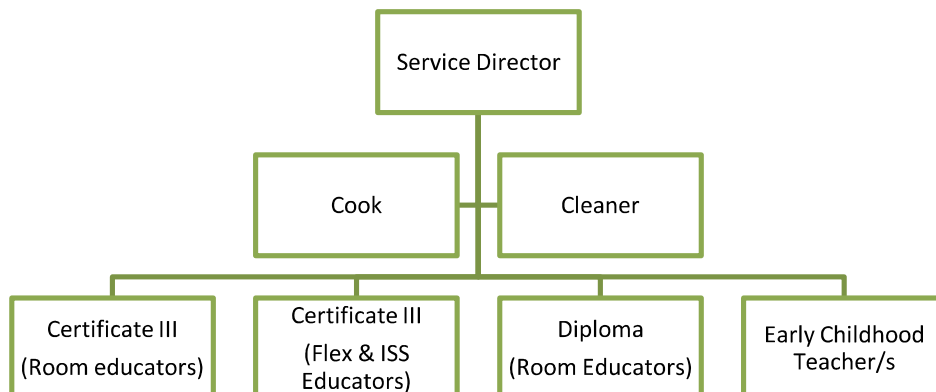 Service Director
Cook
Cleaner
Certificate III
(Room educators)
Certificate III
(Flex & ISS
Educators)
Diploma
(Room Educators)
Early Childhood
Teacher/s